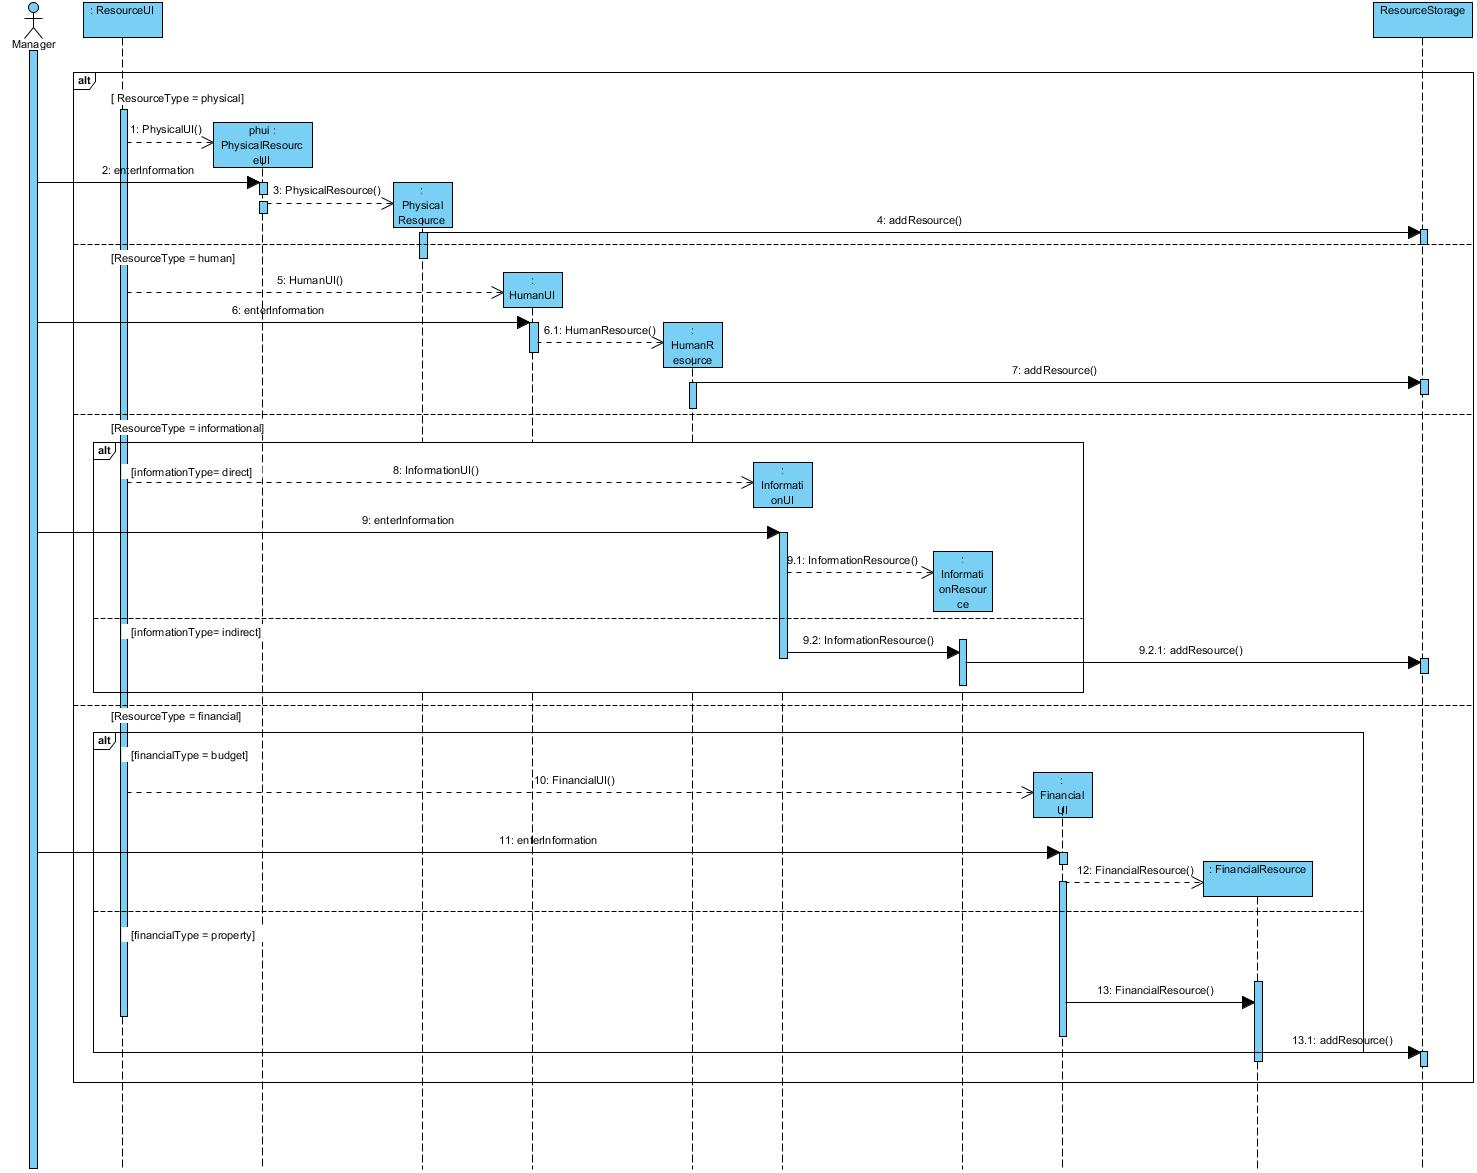 Manager
: ResourceUI
ResourceStorage
alt
[ ResourceType = physical]
1: PhysicalUI()
phui :
PhysicalResourc
eUI
2: enterInformation
3: PhysicalResource()
:
Physical
Resource
4: addResource()
[ResourceType = human]
5: HumanUI()
:
HumanUI
6: enterInformation
6.1: HumanResource()
:
HumanR
esource
7: addResource()
[ResourceType = informational]
alt
[informationType= direct]
8: InformationUI()
:
Informati
onUI
9: enterInformation
9.1: InformationResource()
:
Informati
onResour
ce
[informationType= indirect]
9.2: InformationResource()
9.2.1: addResource()
[ResourceType = financial]
alt
[financialType = budget]
10: FinancialUI()
:
Financial
UI
11: enterInformation
12: FinancialResource()
: FinancialResource
[financialType = property]
13: FinancialResource()
13.1: addResource()